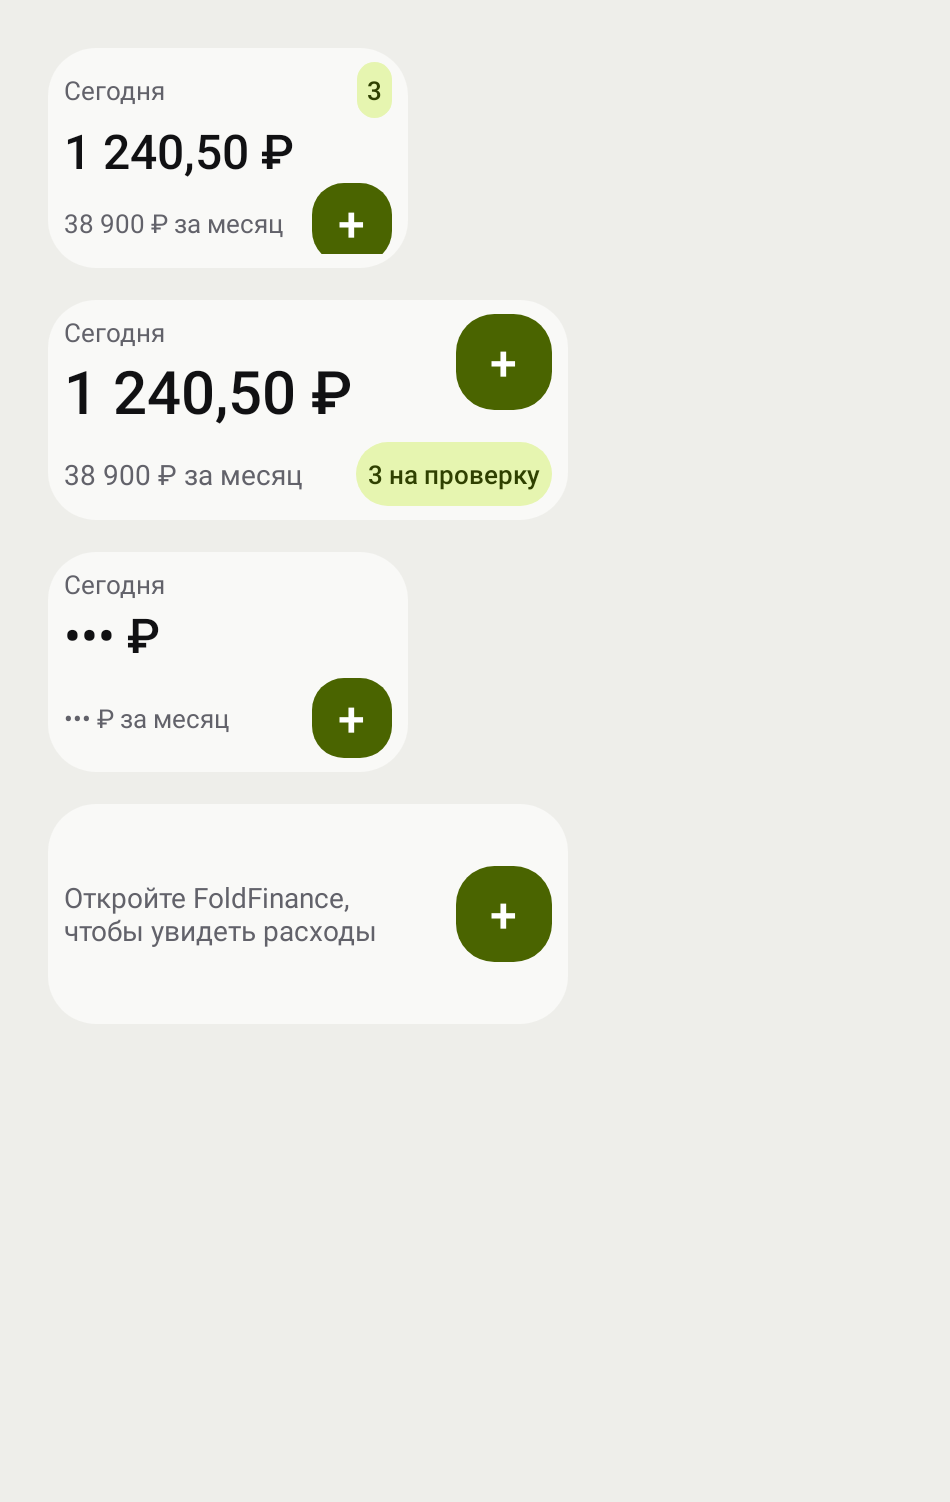 Сегодня 3
1 240,50 ₽
38 900 ₽ за месяц +
Сегодня +
1 240,50 ₽
38 900 ₽ за месяц 3 на проверку
Сегодня
••• ₽
••• ₽ за месяц +
Откройте FoldFinance, +
чтобы увидеть расходы